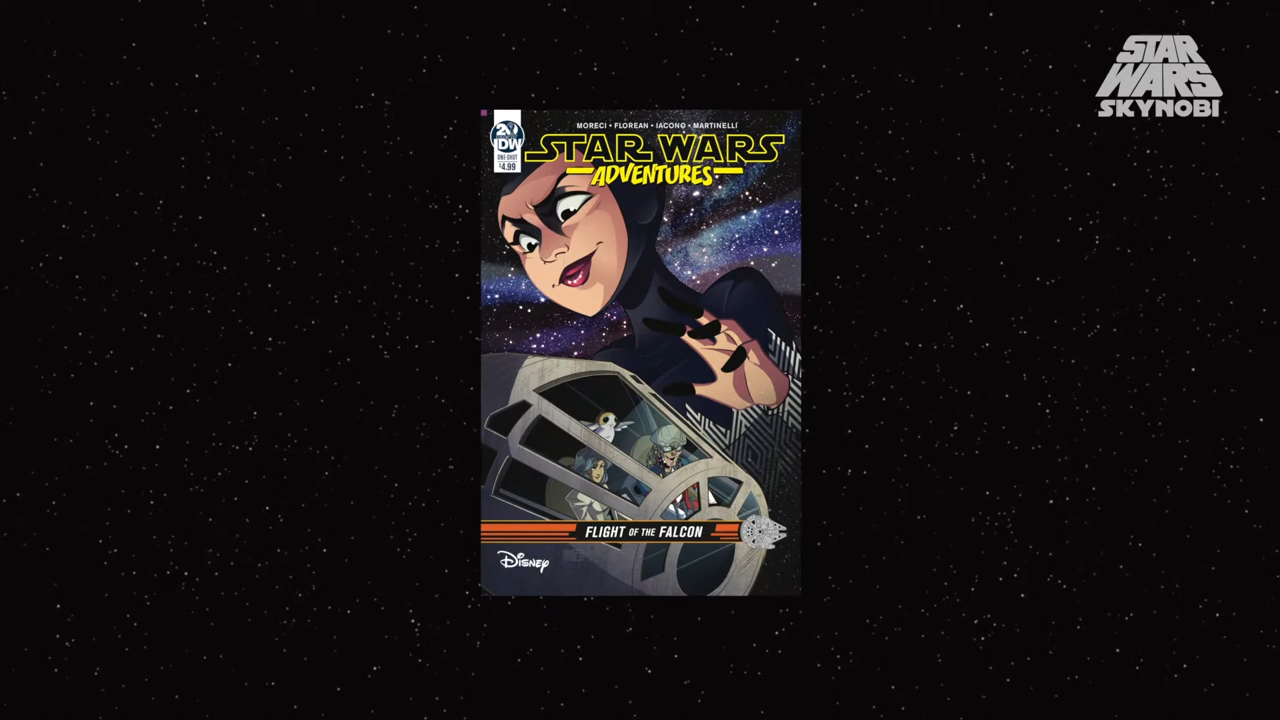 STAR
WARS
SKYNOBI
20
IDW
ONE-SHOT
$4.99
MORECI • FLOREAN • IACONO • MARTINELLI
STAR WARS
ADVENTURES
FLIGHT OF THE FALCON
DISNEY